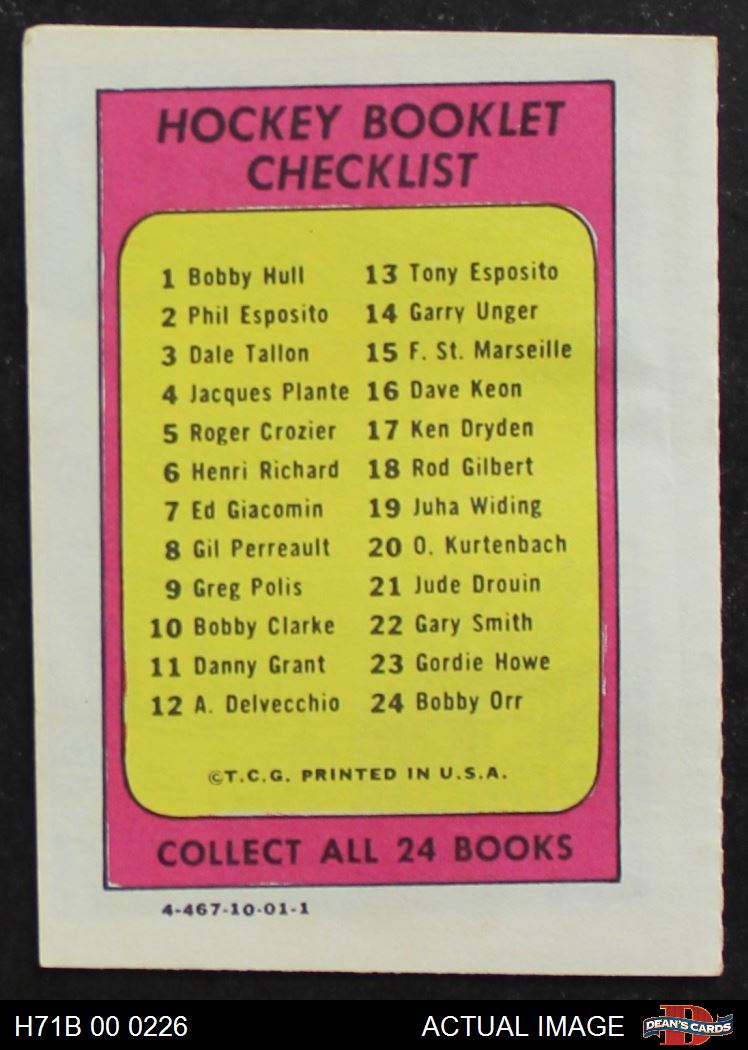 HOCKEY BOOKLET
CHECKLIST
1 Bobby Hull
2 Phil Esposito
3 Dale Tallon
4 Jacques Plante
5 Roger Crozier
6 Henri Richard
7 Ed Giacomin
8 Gil Perreault
9 Greg Polis
10 Bobby Clarke
11 Danny Grant
12 A. Delvecchio
13 Tony Esposito
14 Garry Unger
15 F. St. Marseille
16 Dave Keon
17 Ken Dryden
18 Rod Gilbert
19 Juha Widing
20 O. Kurtenbach
21 Jude Drouin
22 Gary Smith
23 Gordie Howe
24 Bobby Orr
©T.C.G. PRINTED IN U.S.A.
COLLECT ALL 24 BOOKS
4-467-10-01-1
H71B 00 0226
ACTUAL IMAGE
D
DEAN'S CARDS